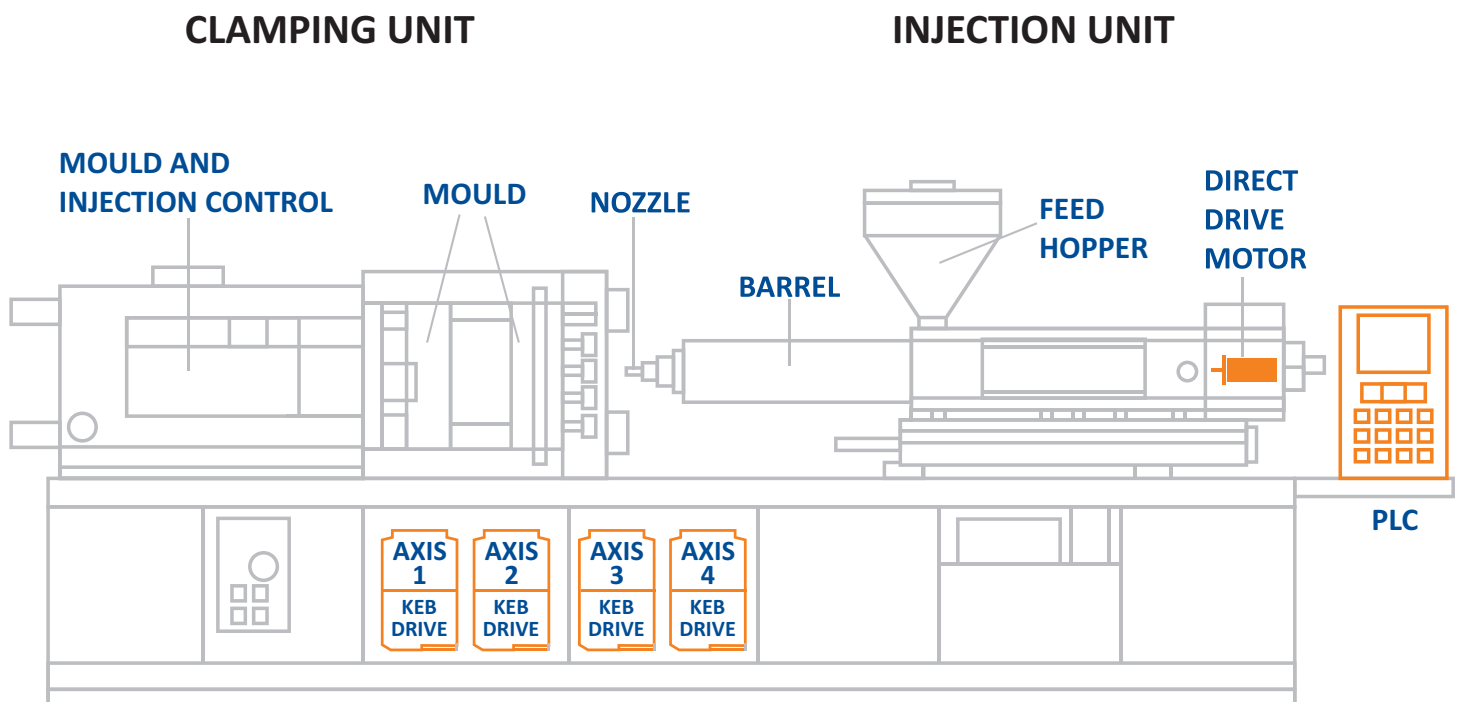 CLAMPING UNIT
INJECTION UNIT
MOULD AND
INJECTION CONTROL
MOULD
NOZZLE
BARREL
FEED
HOPPER
DIRECT
DRIVE
MOTOR
PLC
AXIS
1
KEB
DRIVE
AXIS
2
KEB
DRIVE
AXIS
3
KEB
DRIVE
AXIS
4
KEB
DRIVE